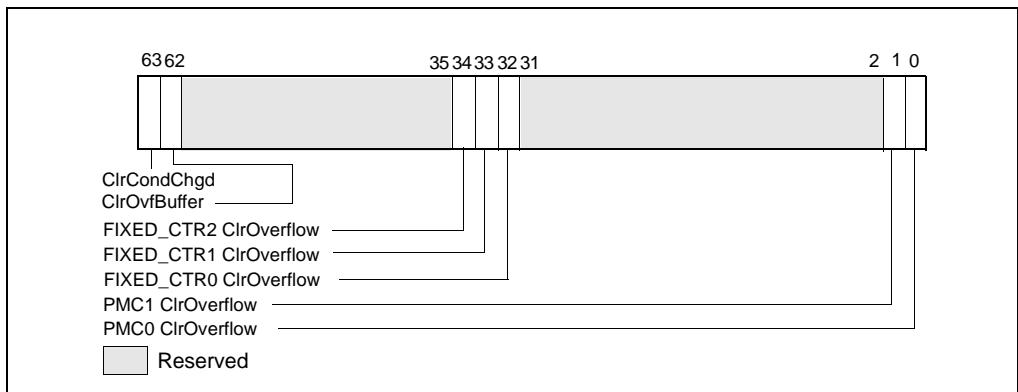 63 62 35 34 33 32 31 2 1 0
ClrCondChgd
ClrOvfBuffer
FIXED_CTR2 ClrOverflow
FIXED_CTR1 ClrOverflow
FIXED_CTR0 ClrOverflow
PMC1 ClrOverflow
PMC0 ClrOverflow
Reserved